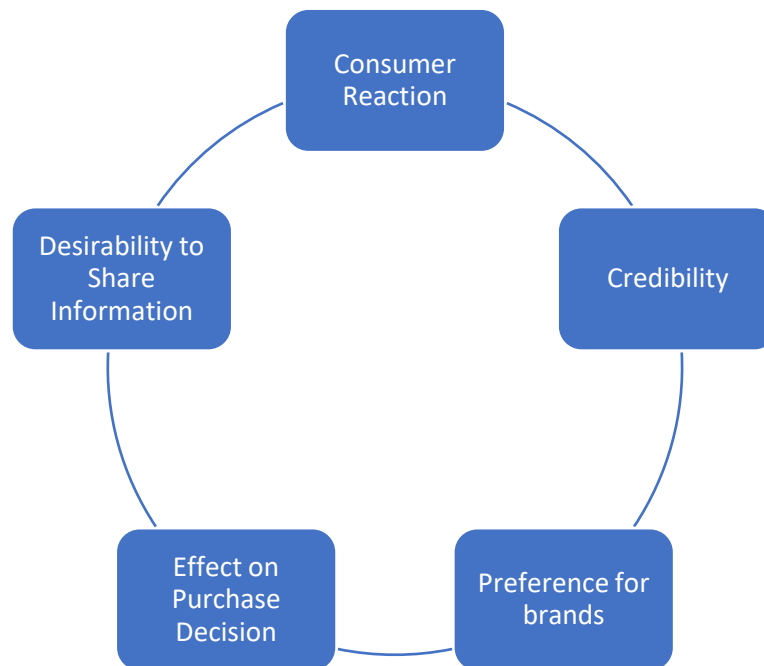 Consumer
Reaction
Credibility
Preference for
brands
Effect on
Purchase
Decision
Desirability to
Share
Information